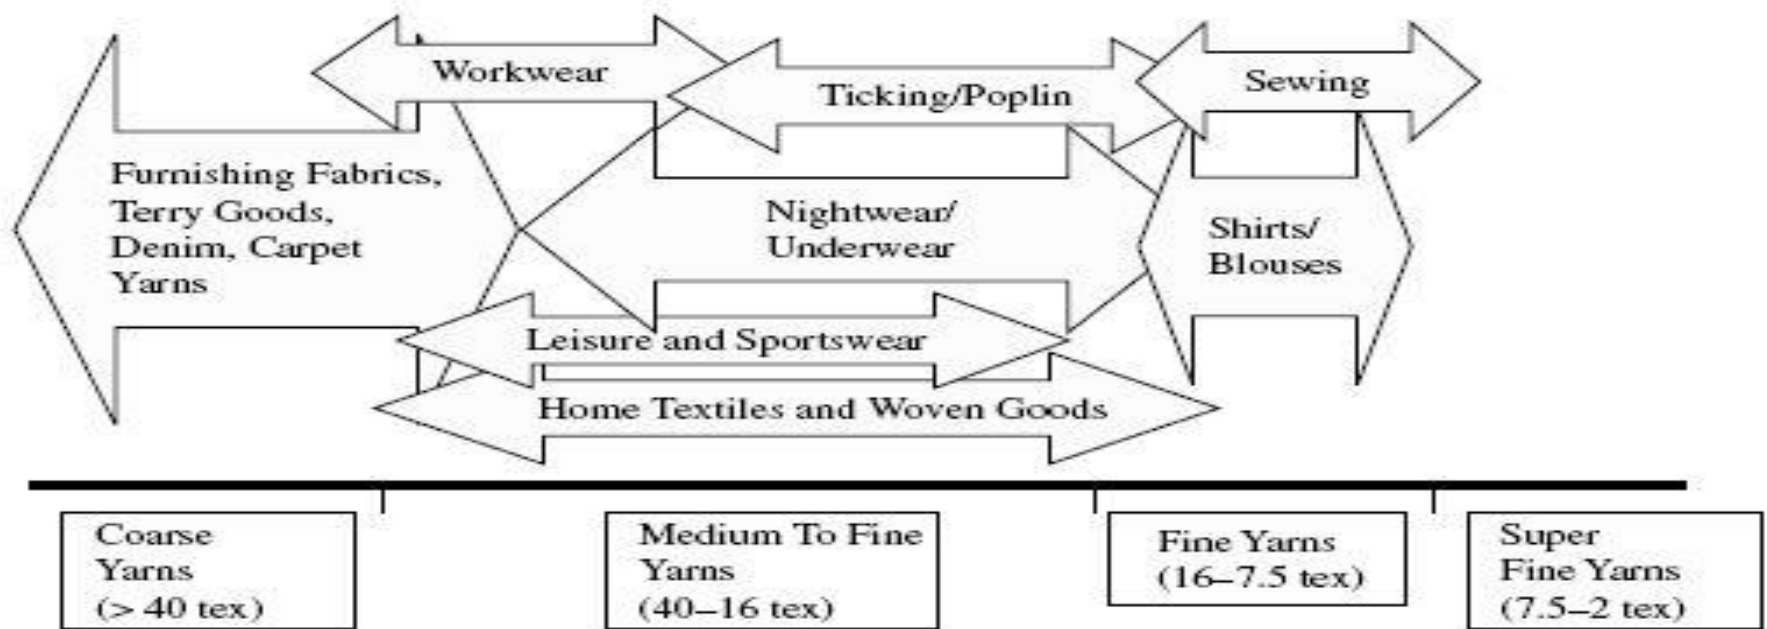 Workwear
Ticking/Poplin
Sewing
Furnishing Fabrics,
Terry Goods,
Denim, Carpet
Yarns
Nightwear/
Underwear
Shirts/
Blouses
Leisure and Sportswear
Home Textiles and Woven Goods
Coarse
Yarns
(> 40 tex)
Medium To Fine
Yarns
(40–16 tex)
Fine Yarns
(16–7.5 tex)
Super
Fine Yarns
(7.5–2 tex)